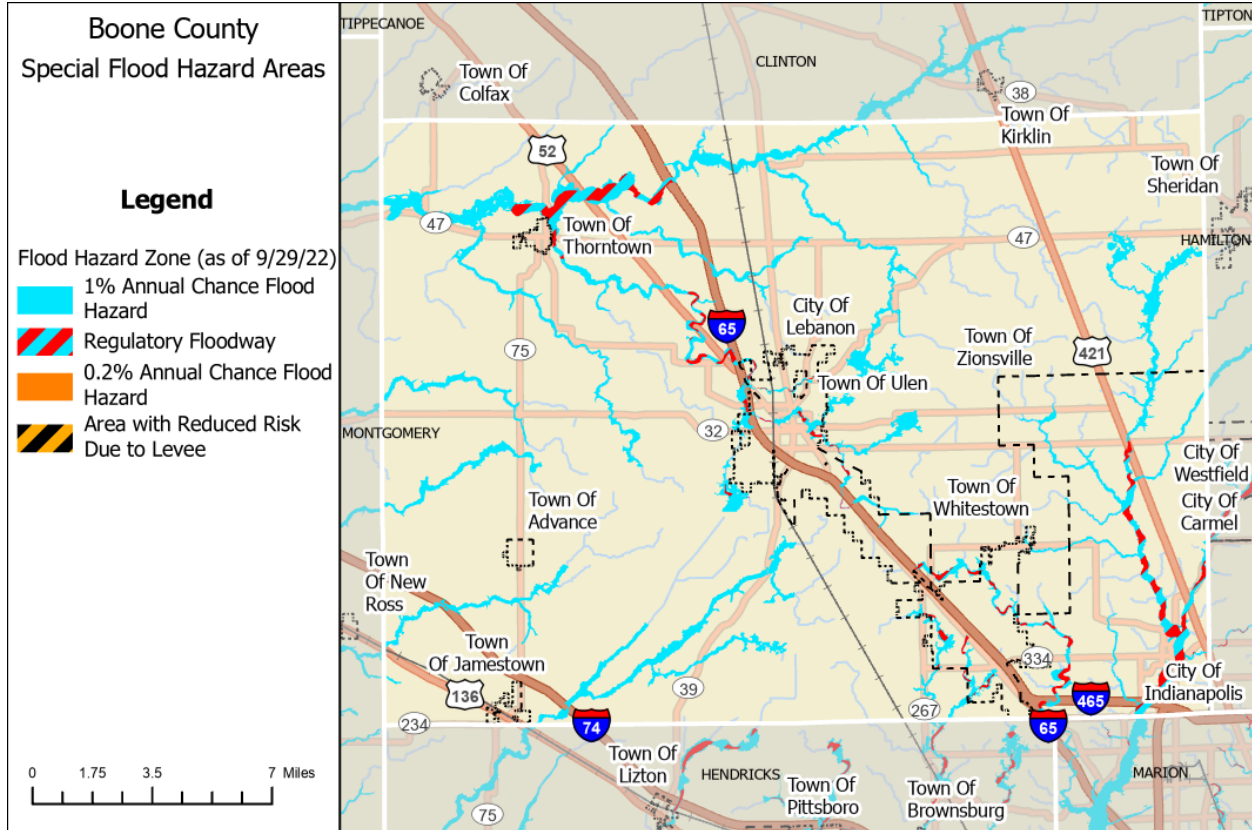 Boone County
Special Flood Hazard Areas
Legend
Flood Hazard Zone (as of 9/29/22)
1% Annual Chance Flood
Hazard
Regulatory Floodway
0.2% Annual Chance Flood
Hazard
Area with Reduced Risk
Due to Levee
0 1.75 3.5 7 Miles
TIPPECANOE
CLINTON
TIPTON
Town Of
Colfax
38
Town Of
Kirklin
52
Town Of
Sheridan
47
Town Of
Thorntown
47
HAMILTON
65
City Of
Lebanon
Town Of
Zionsville
421
75
Town Of Ulen
MONTGOMERY
32
City Of
Westfield
City Of
Carmel
Town Of
Advance
Town Of
Whitestown
Town
Of New
Ross
Town
Of Jamestown
136
334
City Of
Indianapolis
39
465
234
74
267
65
Town Of
Lizton
HENDRICKS
Town Of
Pittsboro
Town Of
Brownsburg
MARION
75